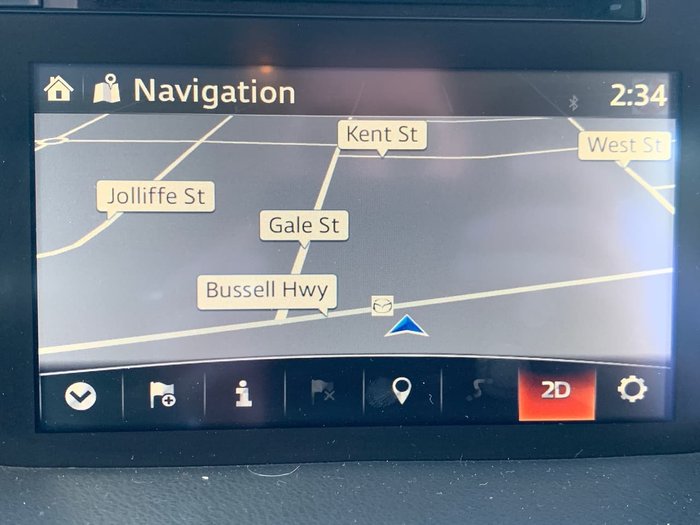 Navigation
2:34
Kent St
West St
Jolliffe St
Gale St
Bussell Hwy
2D